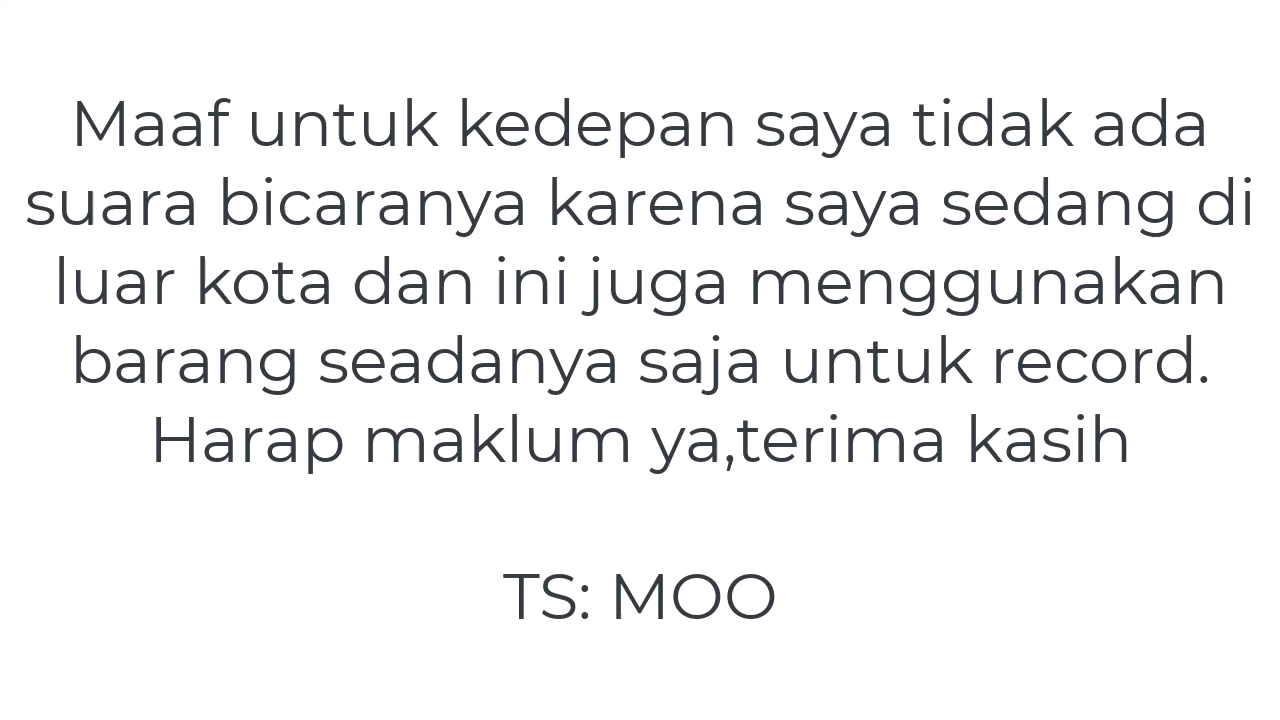 Maaf untuk kedepan saya tidak ada
suara bicaranya karena saya sedang di
luar kota dan ini juga menggunakan
barang seadanya saja untuk record.
Harap maklum ya,terima kasih
TS: MOO